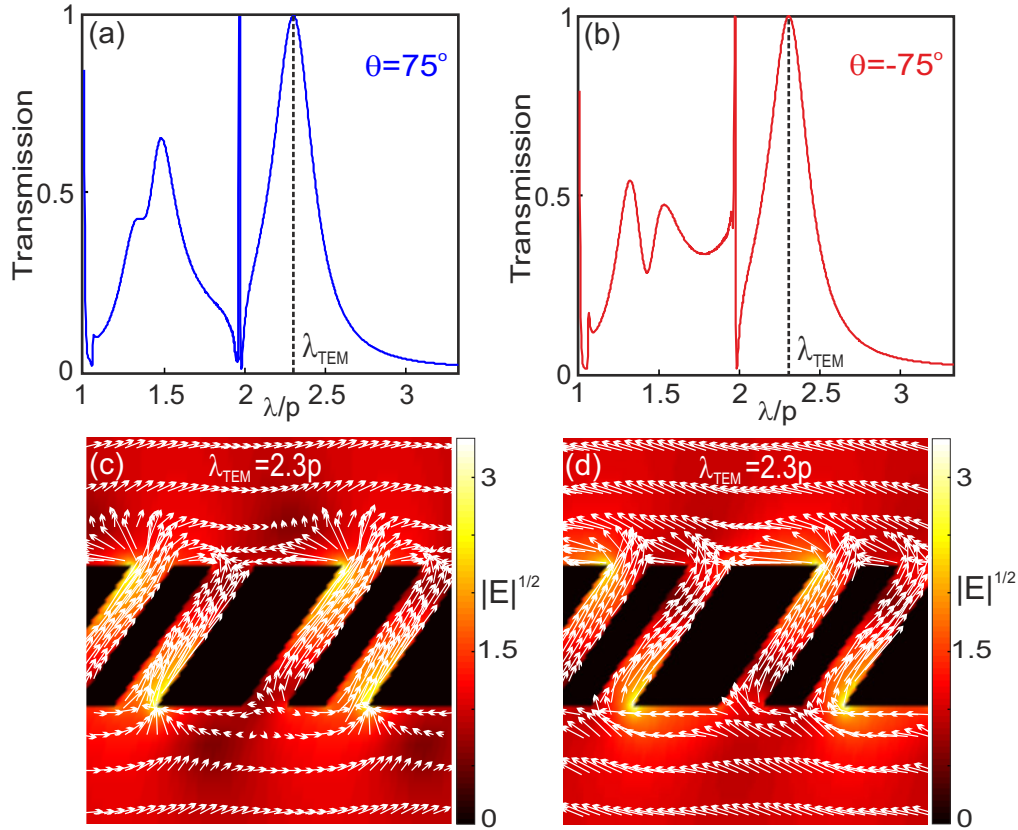 (a)
θ=75°
Transmission
1
0.5
0
λ_TEM
1
1.5
2
2.5
3
λ/p
(b)
θ=-75°
Transmission
1
0.5
0
λ_TEM
1
1.5
2
2.5
3
λ/p
(c)
λ_TEM=2.3p
3
|E|^1/2
1.5
0
(d)
λ_TEM=2.3p
3
|E|^1/2
1.5
0